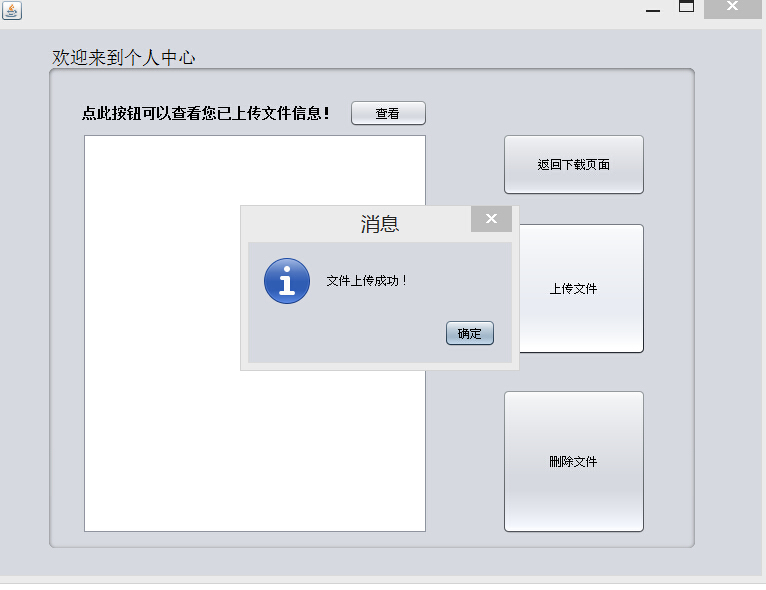 欢迎来到个人中心
点此按钮可以查看您已上传文件信息！
查看
返回下载页面
消息
文件上传成功！
确定
上传文件
删除文件